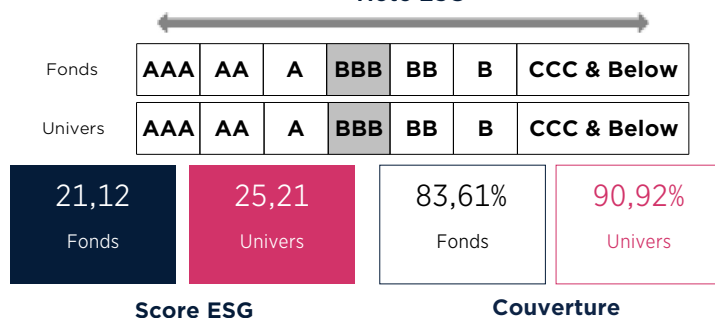 Fonds AAA AA A BBB BB B CCC & Below
Univers AAA AA A BBB BB B CCC & Below
21,12 25,21 83,61% 90,92%
Fonds Univers Fonds Univers
Score ESG Couverture